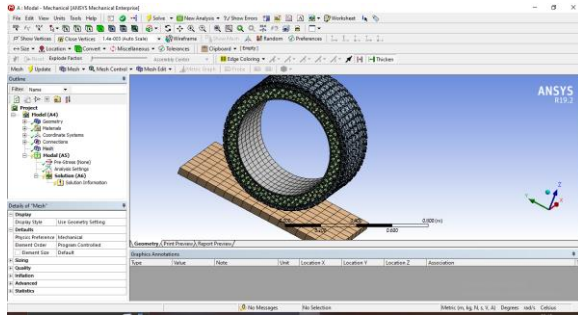 A : Model - Mechanical [ANSYS Mechanical Enterprise]
File Edit View Units Tools Help Solve New Analysis Show Errors Worksheet
Show Vertices Close Vertices (Auto Scale) Wireframe Show Mesh Random Preferences
Size Location Convert Miscellaneous Tolerances Clipboard [Empty]
Explode Factor: Assembly Center Edge Coloring Thicken
Mesh Update Mesh Mesh Control Mesh Edit
Outline
Filter: Name
Project
Model (A4)
Geometry
Materials
Coordinate Systems
Connections
Mesh
Modal (A5)
Pre-Stress (None)
Analysis Settings
Solution (A6)
Solution Information
ANSYS
R19.2
Z
0.000 (m)
Details of "Mesh"
Display
Display Style Use Geometry Setting
Defaults
Physics Preference Mechanical
Element Order Program Controlled
Element Size Default
Sizing
Quality
Inflation
Advanced
Statistics
Geometry Print Preview Report Preview
Graphics Annotations
Type Value Note Unit Location X Location Y Location Z Association
No Messages No Selection Metric (m, kg, N, s, V, A) Degrees rad/s Celsius